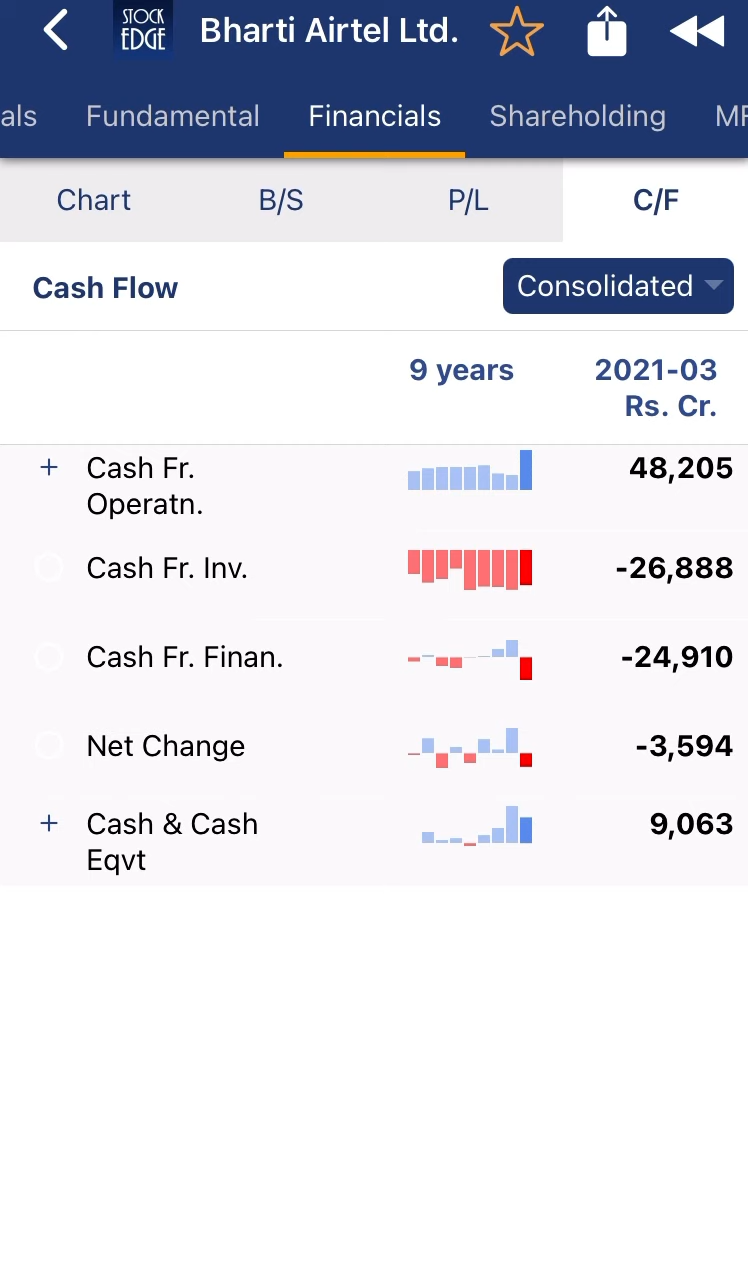 STOCK
EDGE
Bharti Airtel Ltd.
als Fundamental Financials Shareholding
Chart B/S P/L C/F
Cash Flow Consolidated
9 years 2021-03
Rs. Cr.
+ Cash Fr. 48,205
Operatn.
Cash Fr. Inv. -26,888
Cash Fr. Finan. -24,910
Net Change -3,594
+ Cash & Cash 9,063
Eqvt